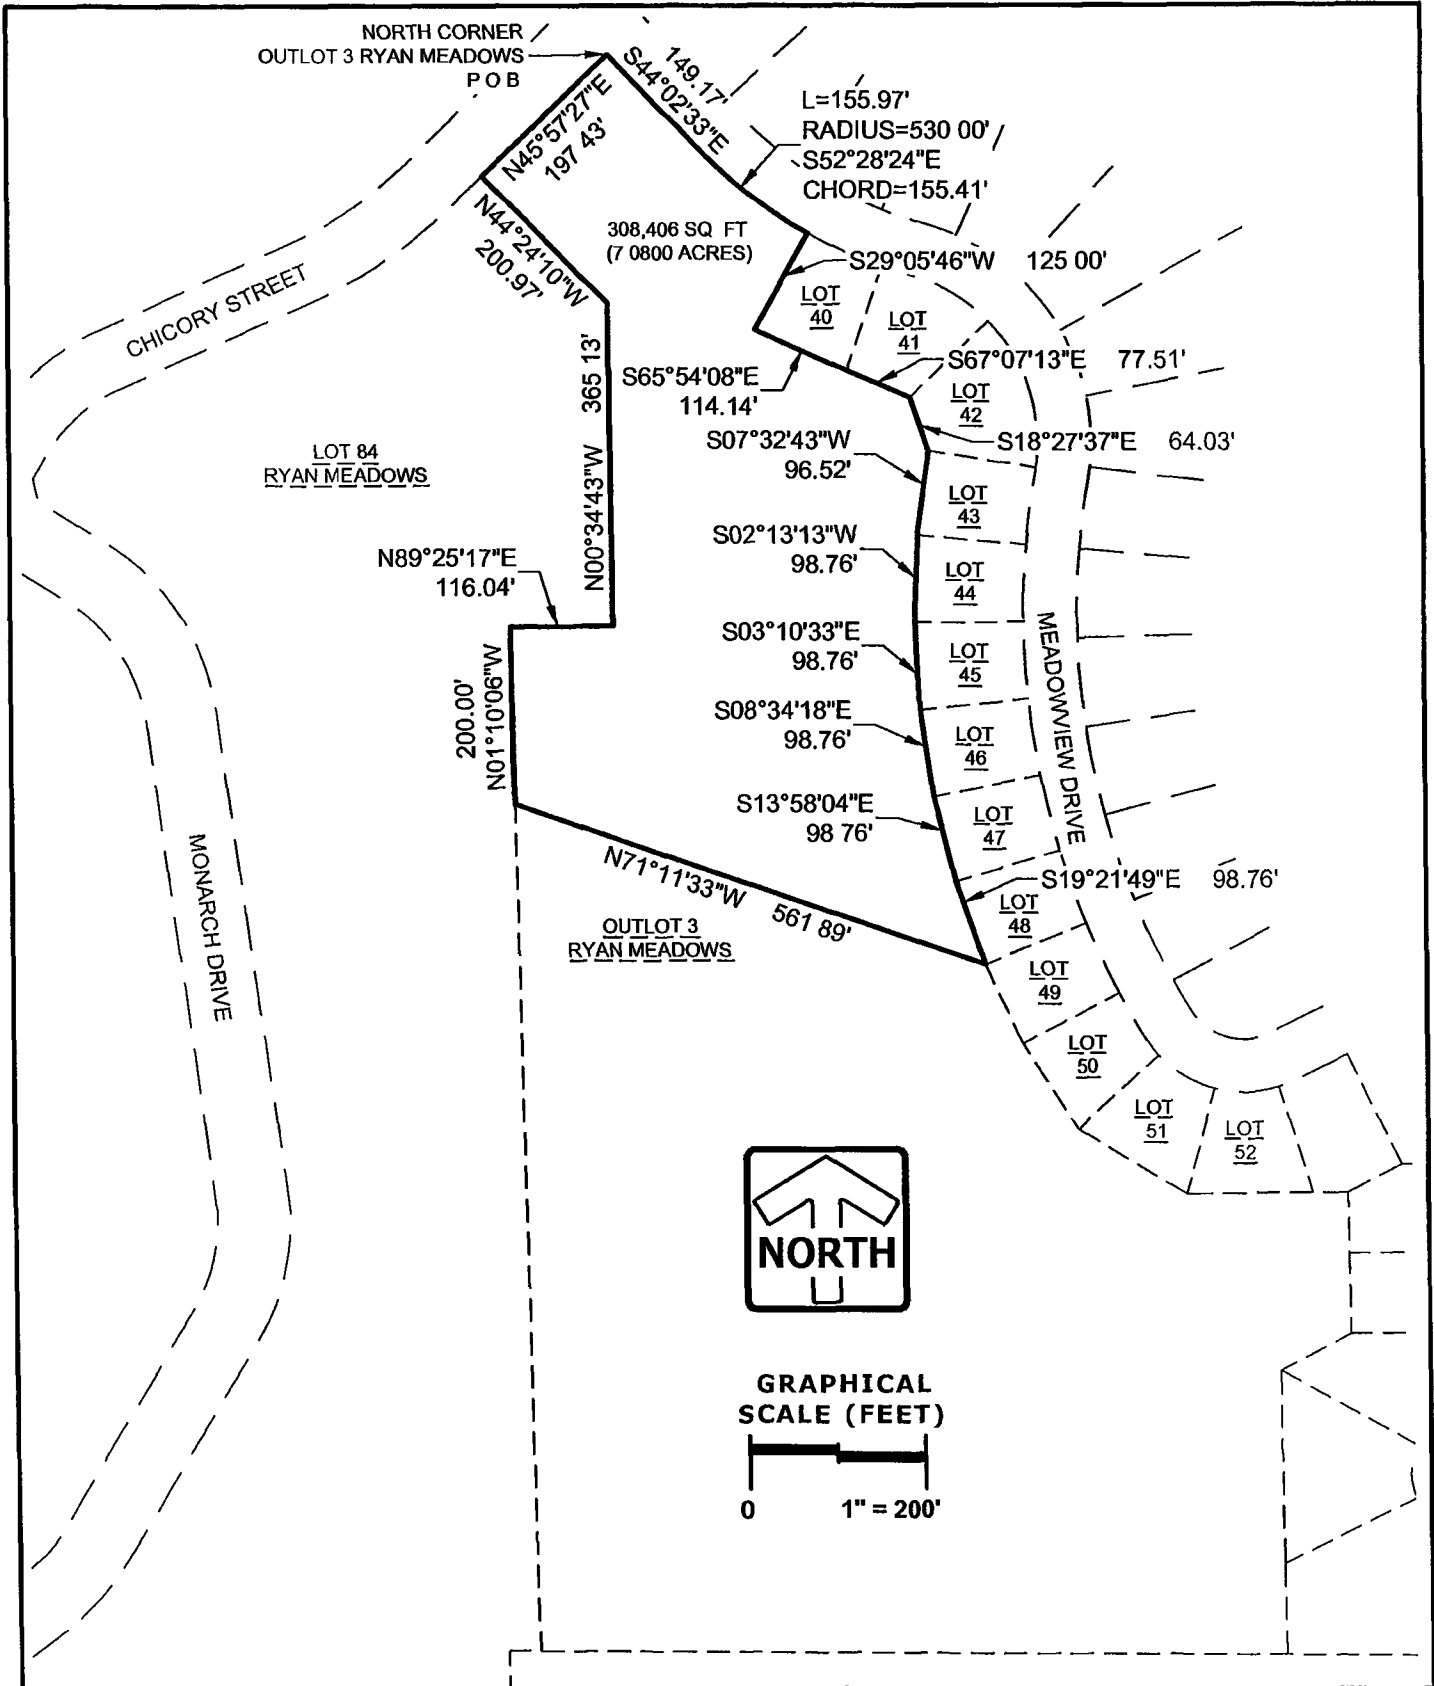 NORTH CORNER
OUTLOT 3 RYAN MEADOWS
P O B
149.17'
S44°02'33"E
L=155.97'
RADIUS=530 00'
S52°28'24"E
CHORD=155.41'
N45°57'27"E
197 43'
N44°24'10"W
200.97'
308,406 SQ FT
(7 0800 ACRES)
S29°05'46"W 125 00'
LOT
40
LOT
41
CHICORY STREET
S67°07'13"E 77.51'
S65°54'08"E
114.14'
LOT
42
S18°27'37"E 64.03'
N00°34'43"W 365 13'
S07°32'43"W
96.52'
LOT 84
RYAN MEADOWS
LOT
43
S02°13'13"W
98.76'
N89°25'17"E
116.04'
LOT
44
S03°10'33"E
98.76'
LOT
45
MEADOWVIEW DRIVE
200.00'
N01°10'06"W
S08°34'18"E
98.76'
LOT
46
S13°58'04"E
98 76'
LOT
47
MONARCH DRIVE
N71°11'33"W 561 89'
S19°21'49"E 98.76'
LOT
48
OUTLOT 3
RYAN MEADOWS
LOT
49
LOT
50
LOT
51
LOT
52
NORTH
GRAPHICAL
SCALE (FEET)
0 1" = 200'